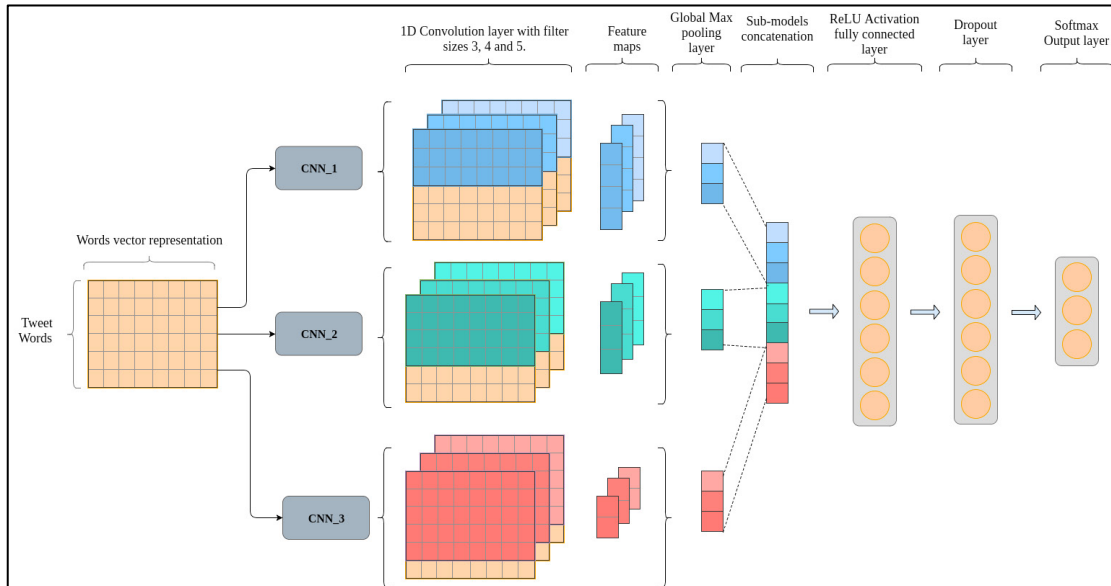 1D Convolution layer with filter
sizes 3, 4 and 5.
Feature
maps
Global Max
pooling
layer
Sub-models
concatenation
ReLU Activation
fully connected
layer
Dropout
layer
Softmax
Output layer
CNN_1
Words vector representation
Tweet
Words
CNN_2
CNN_3